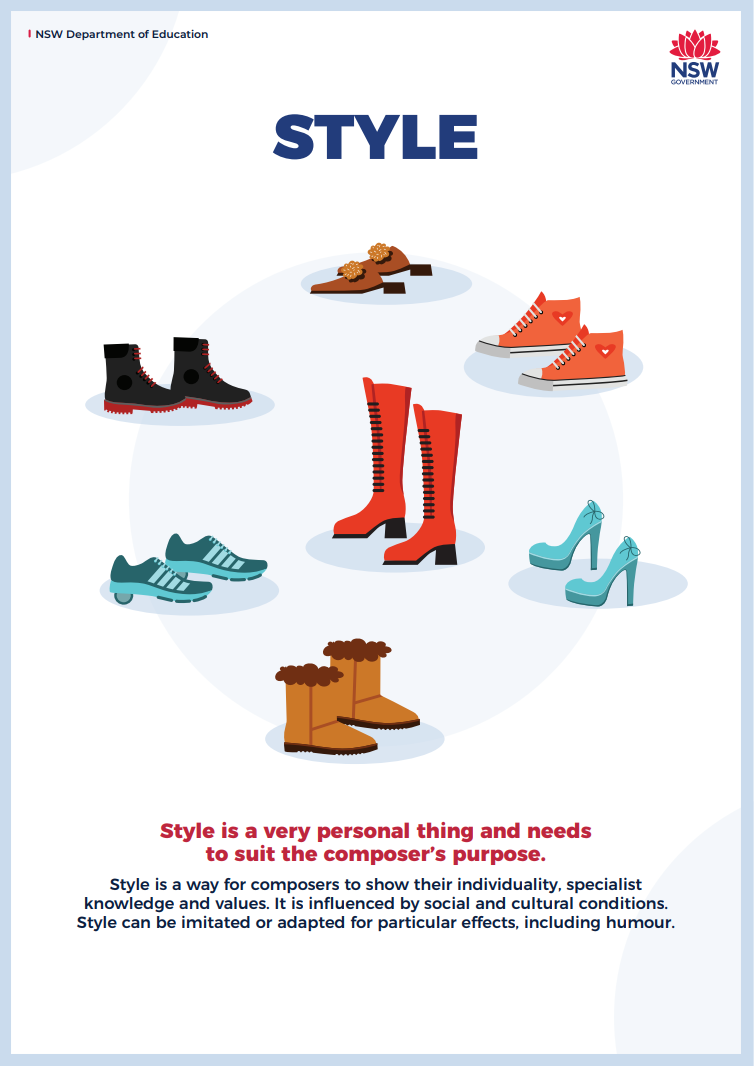 NSW Department of Education
NSW
GOVERNMENT
STYLE
Style is a very personal thing and needs
to suit the composer’s purpose.
Style is a way for composers to show their individuality, specialist
knowledge and values. It is influenced by social and cultural conditions.
Style can be imitated or adapted for particular effects, including humour.